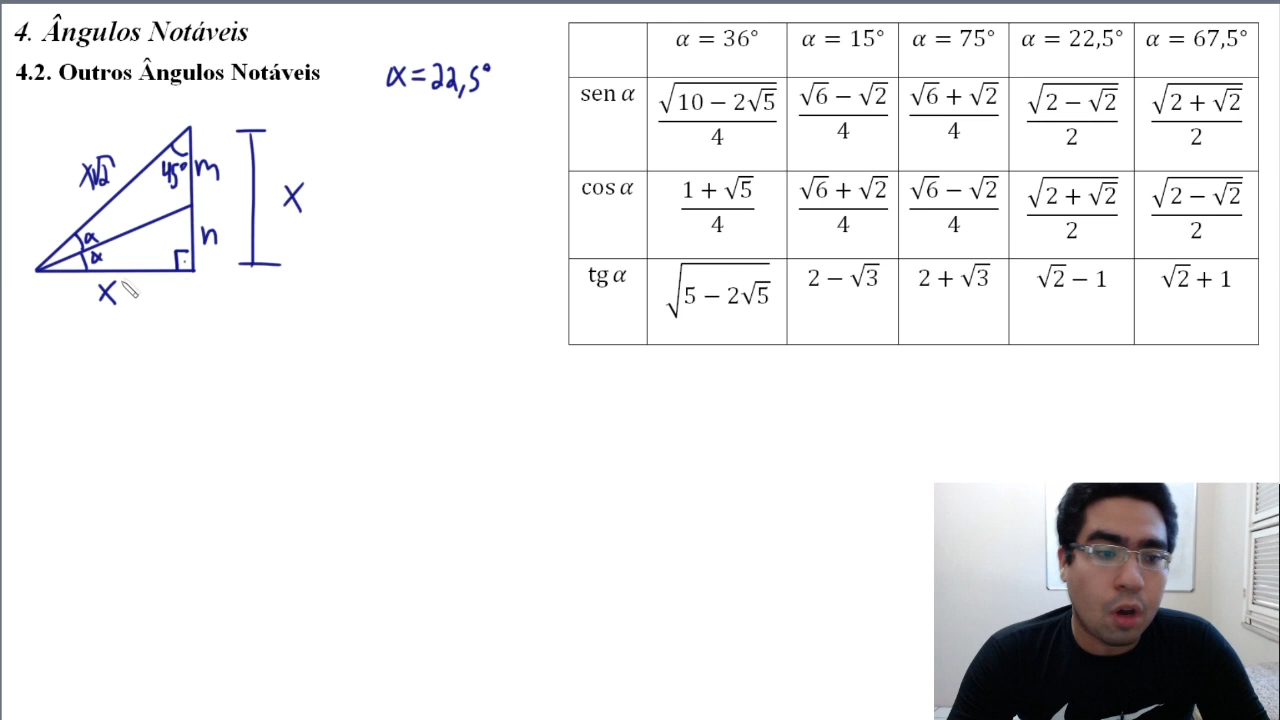 4. Ângulos Notáveis
4.2. Outros Ângulos Notáveis
α = 22,5°
x√2
45°
m
n
x
α
α
x
α = 36° α = 15° α = 75° α = 22,5° α = 67,5°
sen α √(10 − 2√5)/4 (√6 − √2)/4 (√6 + √2)/4 √(2 − √2)/2 √(2 + √2)/2
cos α (1 + √5)/4 (√6 + √2)/4 (√6 − √2)/4 √(2 + √2)/2 √(2 − √2)/2
tg α √(5 − 2√5) 2 − √3 2 + √3 √2 − 1 √2 + 1